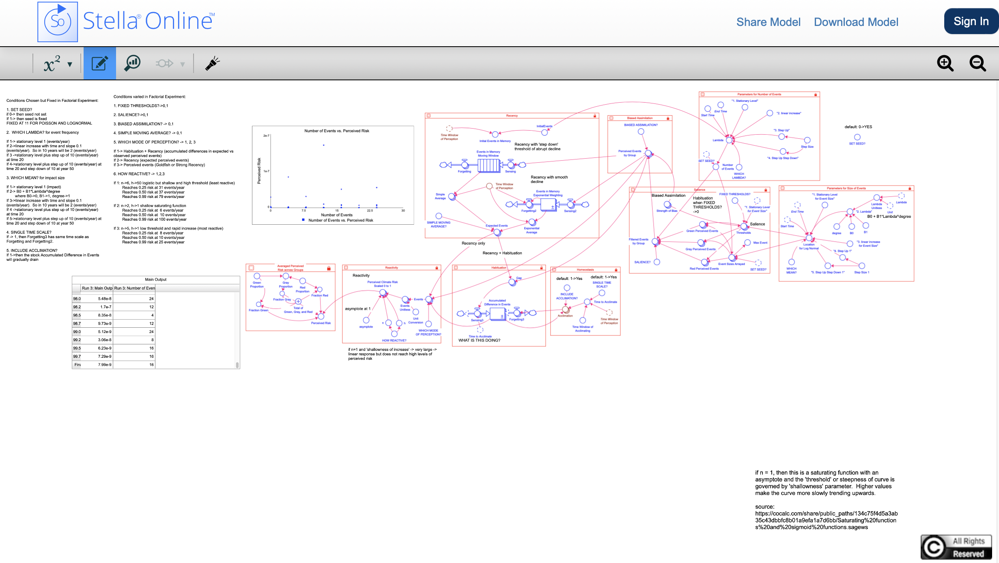 So Stella® Online™
Share Model Download Model Sign In
x²
Conditions Chosen but Fixed in Factorial Experiment:
1. SET SEED?
if 0-> then seed not set
If 1-> then seed is fixed
FIXED AT 11 FOR POISSON AND LOGNORMAL
2.  WHICH LAMBDA? for event frequency
If 1-> stationary level 1 (events/year)
If 2->linear increase with time and slope 0.1
(events/year).  So in 10 years will be 2 (events/year)
If 3 ->stationary level plus step up of 10 (events/year)
at time 20
If 4->stationary level plus step up of 10 (events/year) at
time 20 and step down of 10 at year 50
3. WHICH MEAN? for impact size
If 1-> stationary level 1 (impact)
If 2-> B0 + B1*Lambda^degree
where B0->0, B1->1, degree->1
If 3->linear increase with time and slope 0.1
(events/year).  So in 10 years will be 2 (events/year)
If 4 ->stationary level plus step up of 10 (events/year)
at time 20
If 5->stationary level plus step up of 10 (events/year) at
time 20 and step down of 10 at year 50
4. SINGLE TIME SCALE?
If -> 1, then Forgetting3 has same time scale as
Forgetting and Forgetting2.
5. INCLUDE ACCLIMATION?
If 1->then the stock Accumulated Difference in Events
will gradually drain
Conditions varied in Factorial Experiment:
1. FIXED THRESHOLDS?->0,1
2. SALIENCE?->0,1
3. BIASED ASSIMILATION? -> 0,1
4. SIMPLE MOVING AVERAGE? -> 0,1
5. WHICH MODE OF PERCEPTION? -> 1, 2, 3
If 1-> Habituation + Recency (accumulated differences in expected vs
observed perceived events)
If 2-> Recency (expected perceived events)
If 3-> Perceived events (Goldfish or Strong Recency)
6. HOW REACTIVE? -> 1,2,3
If 1: n->6, h->50 logistic but shallow and high threshold (least reactive)
Reaches 0.25 risk at 31 events/year
Reaches 0.50 risk at 37 events/year
Reaches 0.99 risk at 79 events/year
If 2: n->2, h->1 shallow saturating function
Reaches 0.25 risk at  6 events/year
Reaches 0.50 risk at  10 events/year
Reaches 0.99 risk at 100 events/year
If 3: n->5, h->1 low threshold and rapid increase (most reactive)
Reaches 0.25 risk at  8 events/year
Reaches 0.50 risk at 10 events/year
Reaches 0.99 risk at 25 events/year
Number of Events vs. Perceived Risk
Perceived Risk
2e-7
1e-7
0
0 7.5 15 22.5 30
Number of Events
Number of Events vs. Perceived Risk
Main Output
Run 3: Main Outp Run 3: Number of Even
98.0 5.48e-8 24
98.2 1.7e-7 12
98.5 8.35e-8 4
98.7 9.73e-9 12
99.0 5.12e-9 24
99.2 3.06e-8 8
99.5 6.23e-9 16
99.7 7.29e-9 16
Fina 7.99e-9 16
Recency
Time Window
of Perception
Initial Events in Memory
InitialEvents
Recency with 'step down'
threshold of abrupt decline
Events in Memory
Moving Window
Forgetting
Sensing
Recency with smooth
decline
Time Window
of Perception
Events in Memory
Exponential Weighting
Simple
Average
Forgetting2
Sensing2
SIMPLE MOVING
AVERAGE?
Expected Events
Exponential
Average
Recency only
Recency + Habituation
Biased Assimilation
BIASED ASSIMILATION?
Perceived Events
by Group
Parameters for Number of Events
"1. Stationary Level"
End Time
Start Time
"2. linear increase"
"3. Step Up"
Lambda
Step Size
"4. Step Up Step Down"
SET SEED?
Number
of Events
WHICH
LAMBDA?
default: 0->YES
SET SEED?
Salience
Biased Assimilation
Strength of Bias
Habituation
when FIXED
THRESHOLDS?
->0
FIXED THRESHOLDS?
"1. Stationary Level
for Event Size"
Salience
Green Perceived Events
Thresholds
Filtered Events
by Group
Gray Perceived Events
Max Event
SALIENCE?
Red Perceived Events
Event Sizes Arrayed
SET SEED?
Parameters for Size of Events
"1. Stationary Level
for Event Size"
Lambda
Unitless
Lambda
Unit
End Time
"2. Lambda"
B0 + B1*Lambda^degree
Start Time
degree
B0
B1
Location
for Log Normal
"3. linear increase
for Event Size"
"4. Step Up 1"
WHICH
MEAN?
"5. Step Up Step Down 1"
Step Size 1
Averaged Perceived
Risk across Groups
Green
Proportion
Gray
Proportion
Red
Proportion
Fraction Red
Fraction Gray
Fraction Green
Total of
Green, Gray, and Red
Perceived Risk
Reactivity
Reactivity
Perceived Climate Risk
Scaled 0 to 1
Events
Events
Unitless
asymptote at 1
asymptote
n
h
Unit
Conversion
WHICH MODE
OF PERCEPTION?
HOW REACTIVE?
if n=1 and 'shallowness of increase' -> very large ->
linear response but does not reach high levels of
perceived risk
Habituation
Gap
Accumulated
Difference in Events
Sensing3
Forgetting3
Time to Acclimate
WHAT IS THIS DOING?
Homeostasis
default: 1->Yes
default: 1->Yes
SINGLE TIME
SCALE?
INCLUDE
ACCLIMATION?
Time to Acclimate
Acclimation
Time Window
of Perception
Time Window of
Acclimating
if n = 1, then this is a saturating function with an
asymptote and the 'threshold' or steepness of curve is
governed by 'shallowness' parameter.  Higher values
make the curve more slowly trending upwards.
source:
https://cocalc.com/share/public_paths/134c75f4d5a3ab
35c43dbbfc8b01a9efa1a7d6bb/Saturating%20function
s%20and%20sigmoid%20functions.sagews
All Rights
Reserved